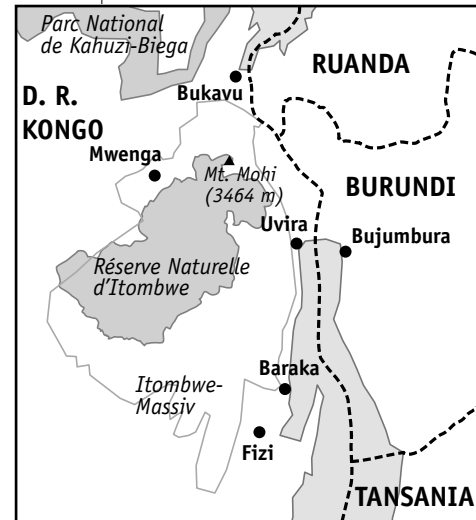 Parc National
de Kahuzi-Biega
RUANDA
Bukavu
D. R.
KONGO
Mwenga
Mt. Mohi
(3464 m)
BURUNDI
Uvira
Bujumbura
Réserve Naturelle
d'Itombwe
Baraka
Itombwe-
Massiv
Fizi
TANSANIA